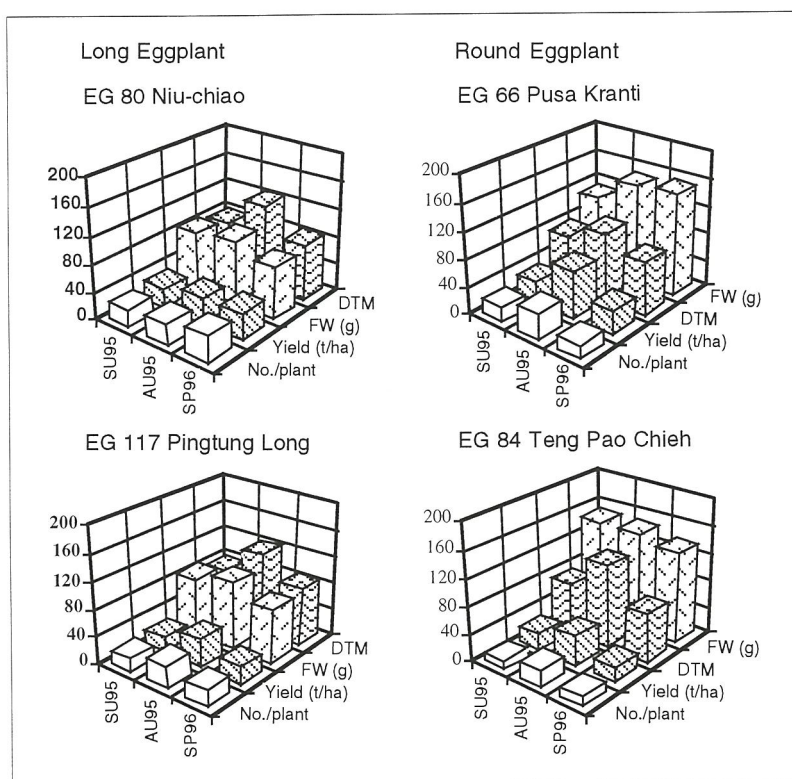 Long Eggplant
Round Eggplant
EG 80 Niu-chiao
200
160
120
80
40
0
SU95
AU95
SP96
No./plant
Yield (t/ha)
FW (g)
DTM
EG 66 Pusa Kranti
200
160
120
80
40
0
SU95
AU95
SP96
No./plant
Yield (t/ha)
DTM
FW (g)
EG 117 Pingtung Long
200
160
120
80
40
0
SU95
AU95
SP96
No./plant
Yield (t/ha)
FW (g)
DTM
EG 84 Teng Pao Chieh
200
160
120
80
40
0
SU95
AU95
SP96
No./plant
Yield (t/ha)
DTM
FW (g)